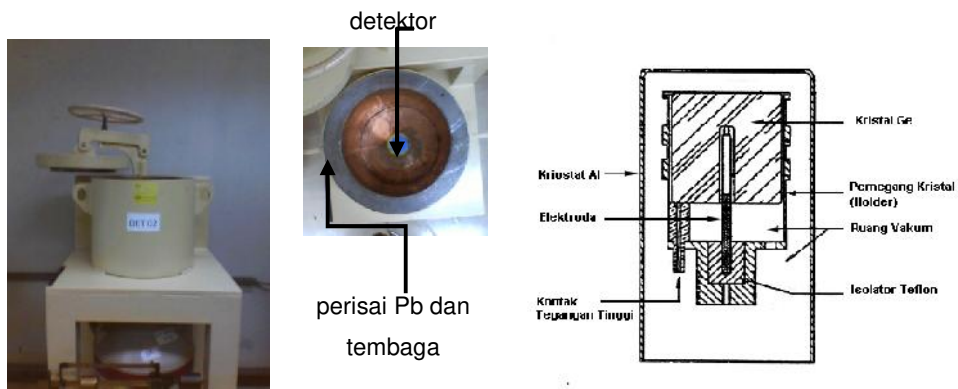 detektor
DET 02
perisai Pb dan
tembaga
Kristal Ge
Kriostat Al
Pemegang Kristal
(Holder)
Elektroda
Ruang Vakum
Isolator Teflon
Kontak
Tegangan Tinggi